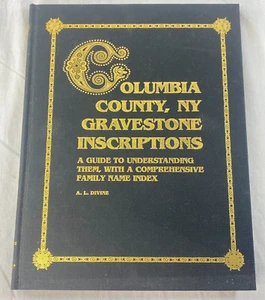 COLUMBIA
COUNTY, NY
GRAVESTONE
INSCRIPTIONS
A GUIDE TO UNDERSTANDING
THEM, WITH A COMPREHENSIVE
FAMILY NAME INDEX
A. L. DIVINE